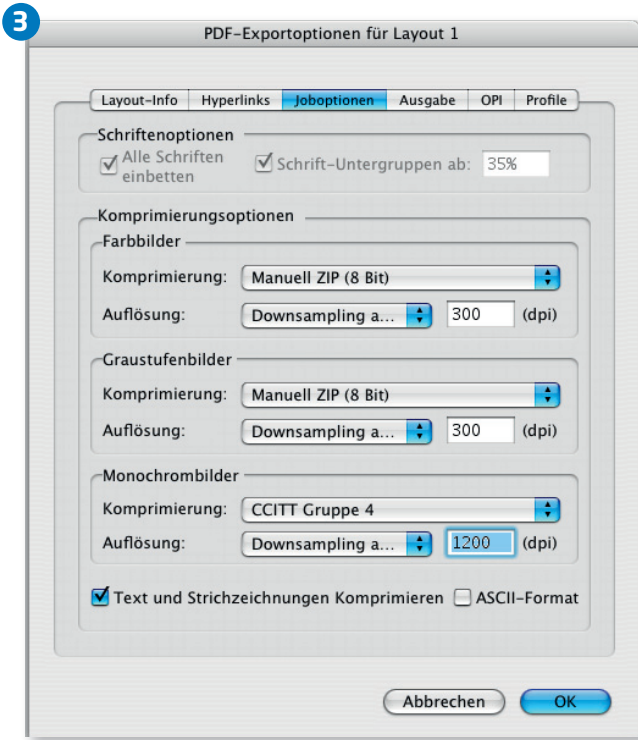 3
PDF-Exportoptionen für Layout 1
Layout-Info Hyperlinks Joboptionen Ausgabe OPI Profile
Schriftenoptionen
Alle Schriften einbetten
Schrift-Untergruppen ab: 35%
Komprimierungsoptionen
Farbbilder
Komprimierung: Manuell ZIP (8 Bit)
Auflösung: Downsampling a... 300 (dpi)
Graustufenbilder
Komprimierung: Manuell ZIP (8 Bit)
Auflösung: Downsampling a... 300 (dpi)
Monochrombilder
Komprimierung: CCITT Gruppe 4
Auflösung: Downsampling a... 1200 (dpi)
Text und Strichzeichnungen Komprimieren ASCII-Format
Abbrechen OK